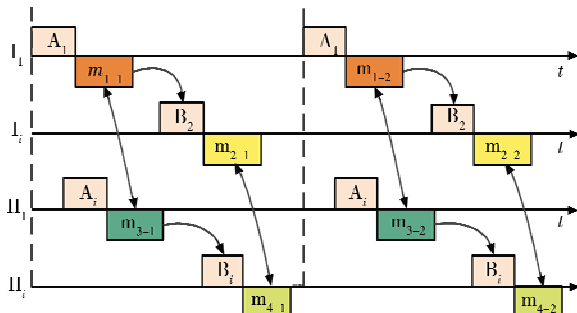 A₁ A₁
I₁ m₁₋₁ m₁₋₂ t
B₂ B₂
Iᵢ m₂₋₁ m₂₋₂ t
Aᵢ Aᵢ
II₁ m₃₋₁ m₃₋₂ t
Bᵢ Bᵢ
IIᵢ m₄₋₁ m₄₋₂